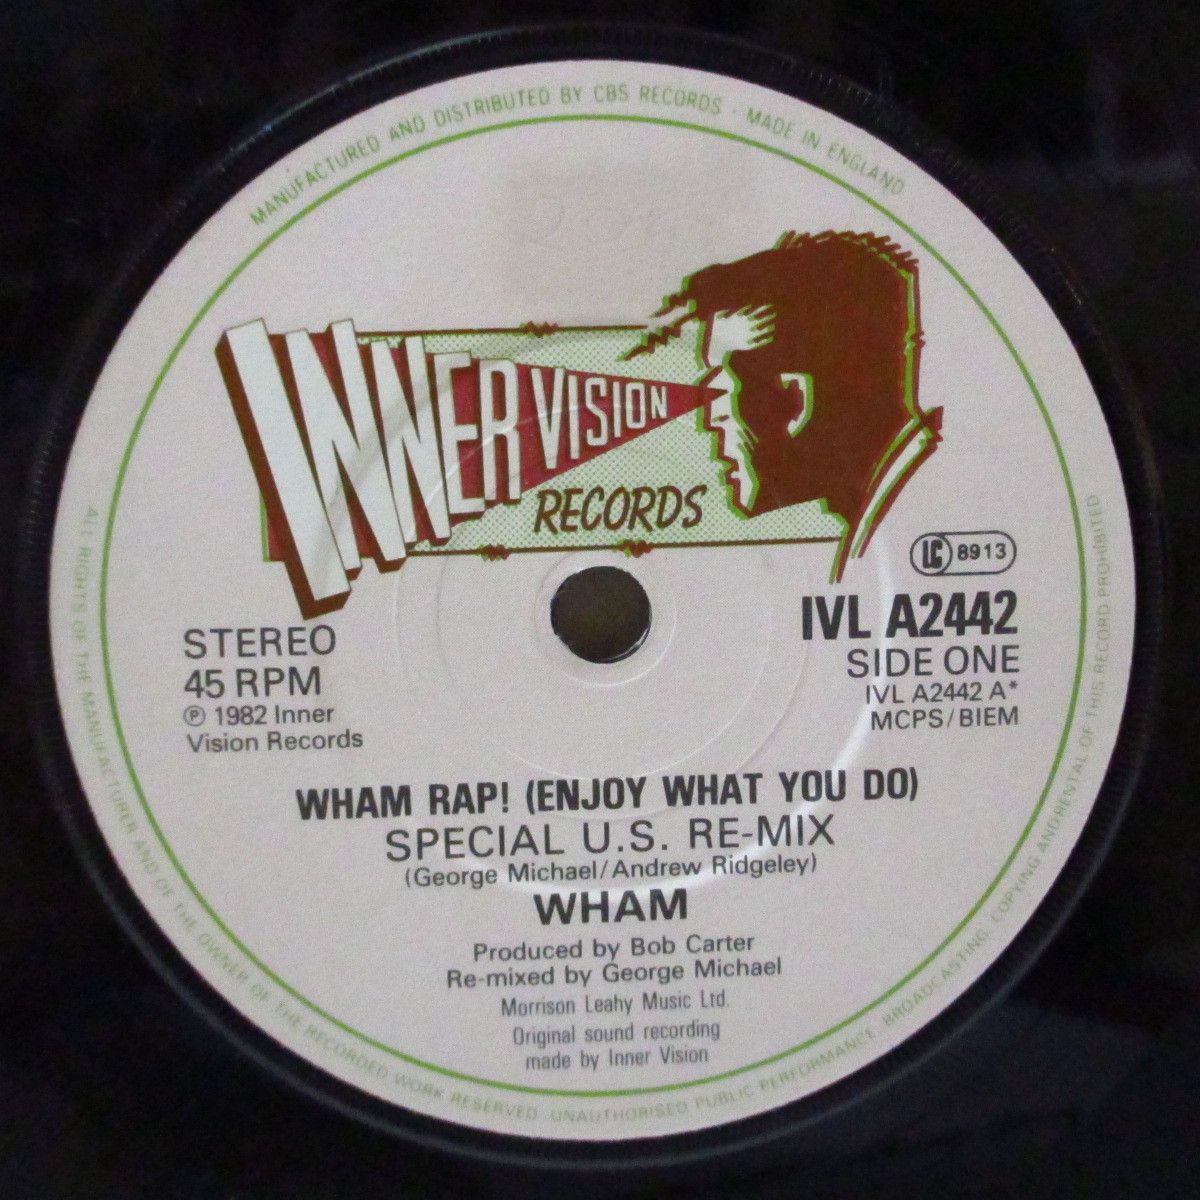 MANUFACTURED AND DISTRIBUTED BY CBS RECORDS · MADE IN ENGLAND
INNERVISION
RECORDS
LC 8913
STEREO
45 RPM
℗ 1982 Inner
Vision Records
IVL A2442
SIDE ONE
IVL A2442 A*
MCPS/BIEM
WHAM RAP! (ENJOY WHAT YOU DO)
SPECIAL U.S. RE-MIX
(George Michael/Andrew Ridgeley)
WHAM
Produced by Bob Carter
Re-mixed by George Michael
Morrison Leahy Music Ltd.
Original sound recording
made by Inner Vision
ALL RIGHTS OF THE MANUFACTURER AND OF THE OWNER OF THE RECORDED WORK RESERVED. UNAUTHORISED PUBLIC PERFORMANCE, BROADCASTING, COPYING AND RENTAL OF THIS RECORD PROHIBITED